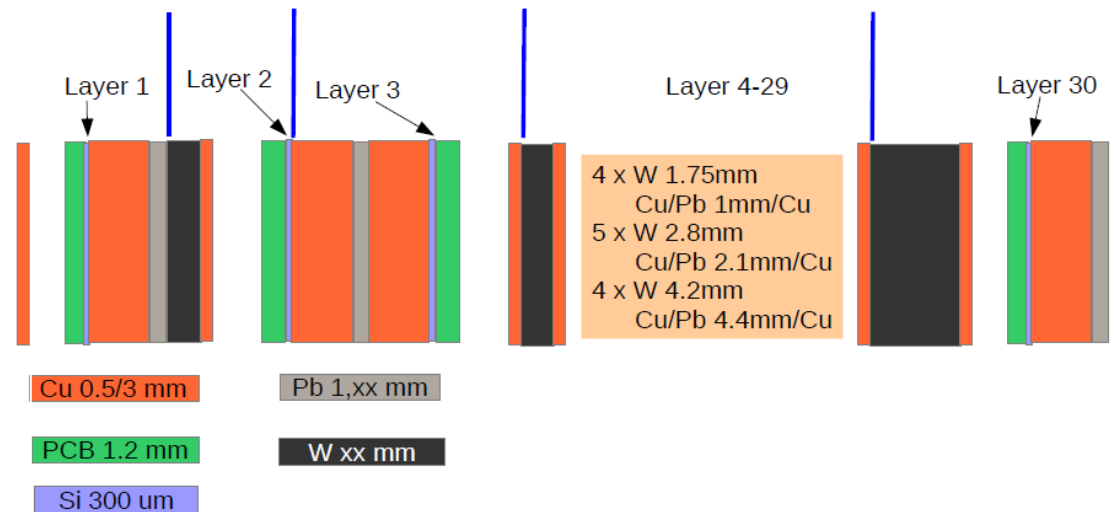 Layer 1
Layer 2
Layer 3
Layer 4-29
Layer 30
4 x W 1.75mm
Cu/Pb 1mm/Cu
5 x W 2.8mm
Cu/Pb 2.1mm/Cu
4 x W 4.2mm
Cu/Pb 4.4mm/Cu
Cu 0.5/3 mm
Pb 1,xx mm
PCB 1.2 mm
W xx mm
Si 300 um